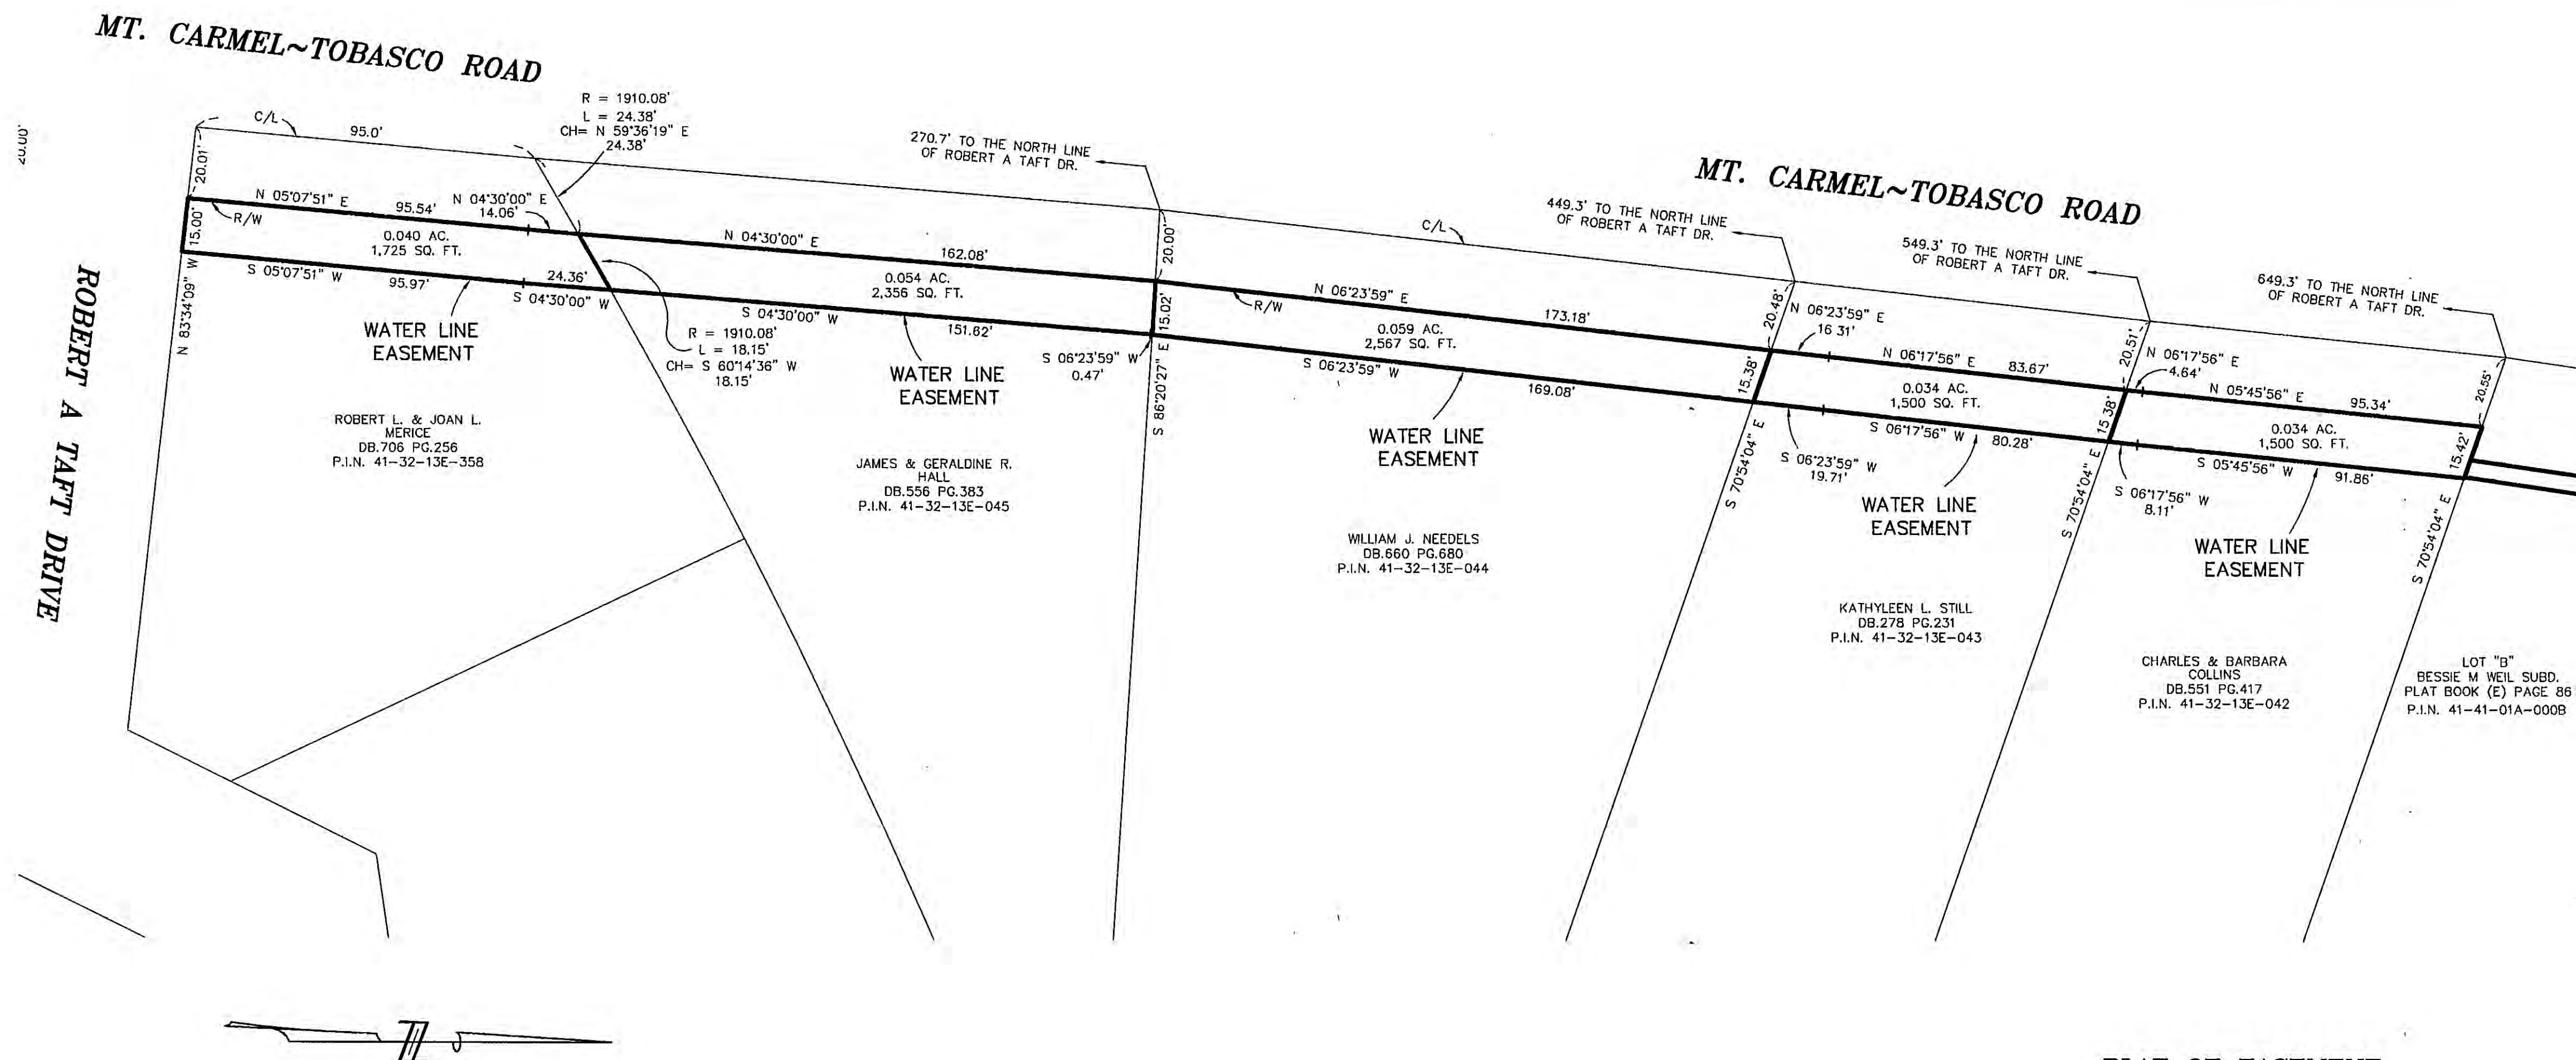 MT. CARMEL~TOBASCO ROAD
20.00'
R = 1910.08'
L = 24.38'
CH= N 59°36'19" E
24.38'
C/L
95.0'
20.01'
270.7' TO THE NORTH LINE
OF ROBERT A TAFT DR.
MT. CARMEL~TOBASCO ROAD
449.3' TO THE NORTH LINE
OF ROBERT A TAFT DR.
C/L
549.3' TO THE NORTH LINE
OF ROBERT A TAFT DR.
649.3' TO THE NORTH LINE
OF ROBERT A TAFT DR.
N 05°07'51" E
95.54'
N 04°30'00" E
14.06'
R/W
15.00'
0.040 AC.
1,725 SQ. FT.
S 05°07'51" W
95.97'
24.36'
S 04°30'00" W
N 83°34'09" W
WATER LINE
EASEMENT
ROBERT L. & JOAN L.
MERICE
DB.706 PG.256
P.I.N. 41-32-13E-358
ROBERT A TAFT DRIVE
N 04°30'00" E
162.08'
20.00'
0.054 AC.
2,356 SQ. FT.
S 04°30'00" W
151.62'
R = 1910.08'
L = 18.15'
CH= S 60°14'36" W
18.15'
15.02'
S 06°23'59" W
0.47'
S 86°20'27" E
WATER LINE
EASEMENT
JAMES & GERALDINE R.
HALL
DB.556 PG.383
P.I.N. 41-32-13E-045
R/W
N 06°23'59" E
173.18'
20.48'
0.059 AC.
2,567 SQ. FT.
S 06°23'59" W
169.08'
15.38'
S 70°54'04" E
WATER LINE
EASEMENT
WILLIAM J. NEEDELS
DB.660 PG.680
P.I.N. 41-32-13E-044
N 06°23'59" E
16.31'
N 06°17'56" E
83.67'
20.51'
0.034 AC.
1,500 SQ. FT.
S 06°17'56" W
80.28'
S 06°23'59" W
19.71'
15.38'
S 70°54'04" E
WATER LINE
EASEMENT
KATHYLEEN L. STILL
DB.278 PG.231
P.I.N. 41-32-13E-043
N 06°17'56" E
4.64'
N 05°45'56" E
95.34'
20.55'
0.034 AC.
1,500 SQ. FT.
S 05°45'56" W
91.86'
S 06°17'56" W
8.11'
15.42'
S 70°54'04" E
WATER LINE
EASEMENT
CHARLES & BARBARA
COLLINS
DB.551 PG.417
P.I.N. 41-32-13E-042
LOT "B"
BESSIE M WEIL SUBD.
PLAT BOOK (E) PAGE 86
P.I.N. 41-41-01A-000B
PLAT OF EASEMENT